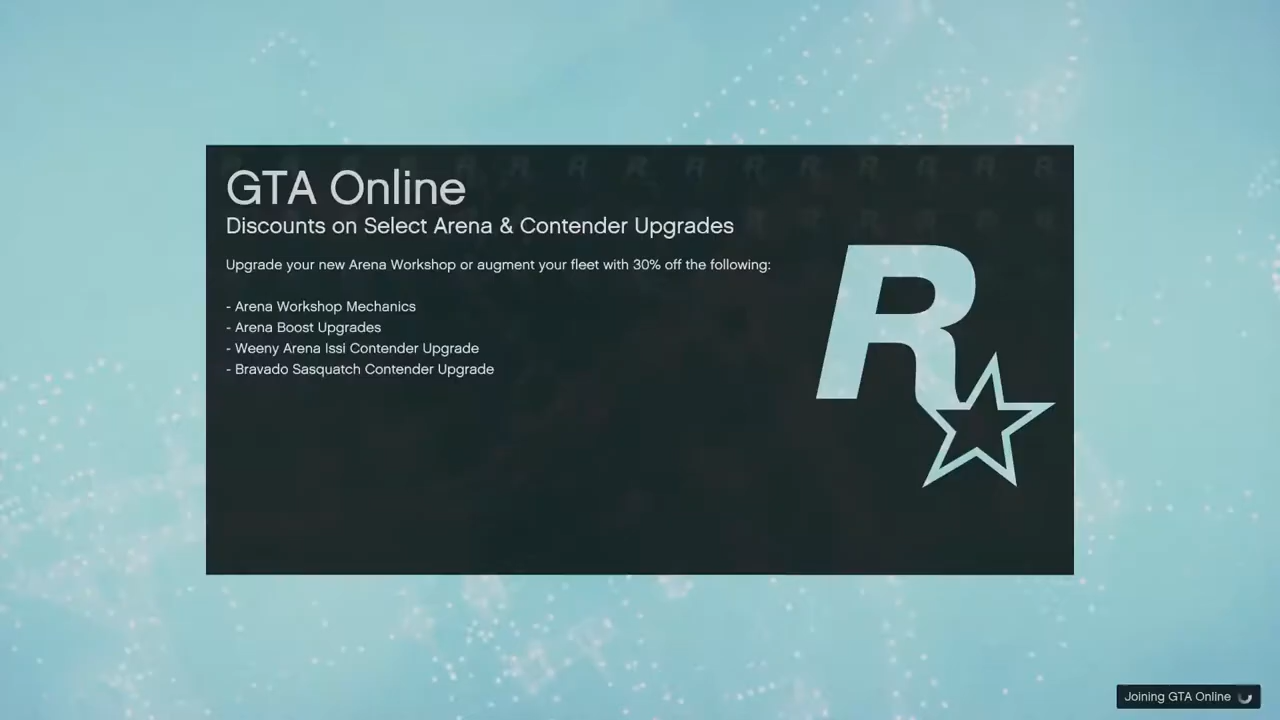 GTA Online
Discounts on Select Arena & Contender Upgrades
Upgrade your new Arena Workshop or augment your fleet with 30% off the following:
- Arena Workshop Mechanics
- Arena Boost Upgrades
- Weeny Arena Issi Contender Upgrade
- Bravado Sasquatch Contender Upgrade
R
Joining GTA Online